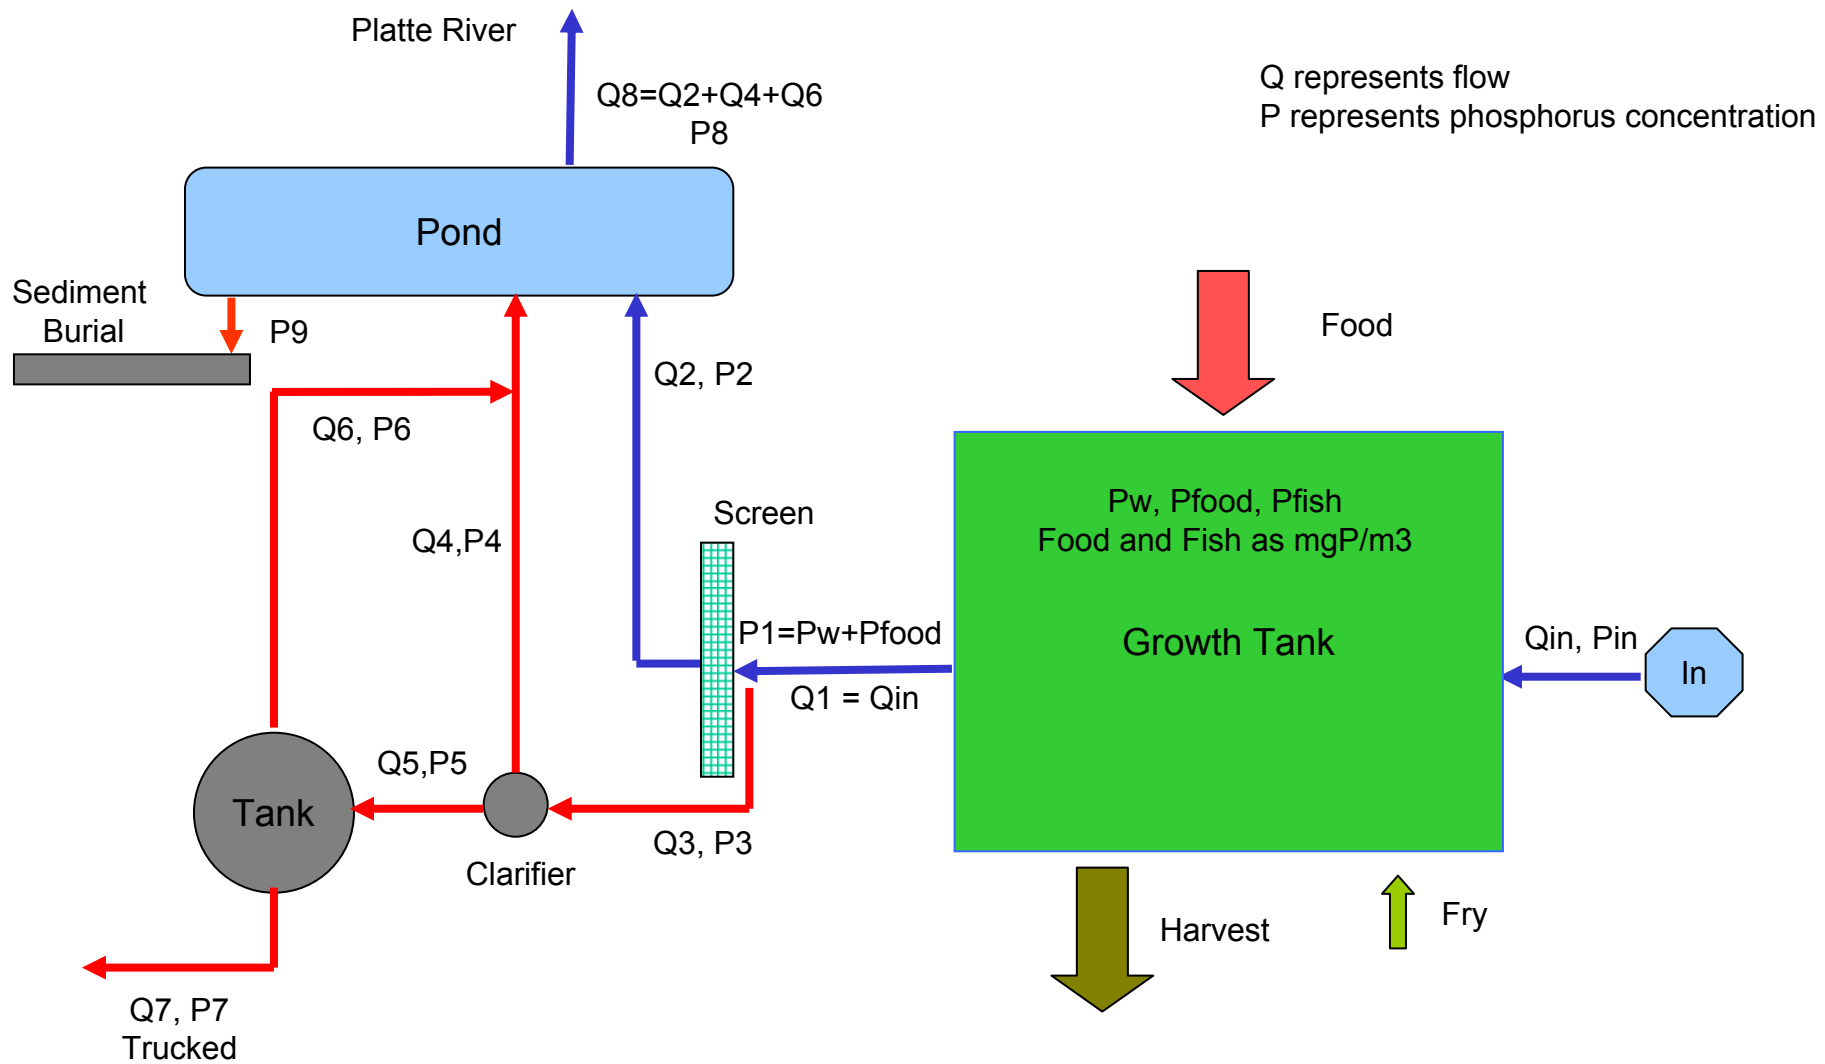 Platte River
Q8=Q2+Q4+Q6
P8
Q represents flow
P represents phosphorus concentration
Pond
Sediment
Burial
P9
Q2, P2
Food
Q6, P6
Q4,P4
Screen
Pw, Pfood, Pfish
Food and Fish as mgP/m3
Growth Tank
P1=Pw+Pfood
Q1 = Qin
Qin, Pin
In
Q5,P5
Tank
Q3, P3
Clarifier
Harvest
Fry
Q7, P7
Trucked